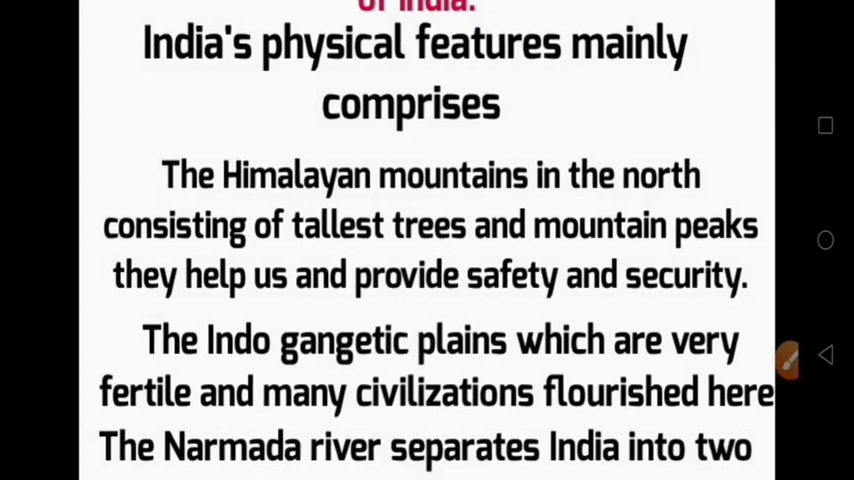 of India.
India's physical features mainly
comprises
The Himalayan mountains in the north
consisting of tallest trees and mountain peaks
they help us and provide safety and security.
The Indo gangetic plains which are very
fertile and many civilizations flourished here
The Narmada river separates India into two